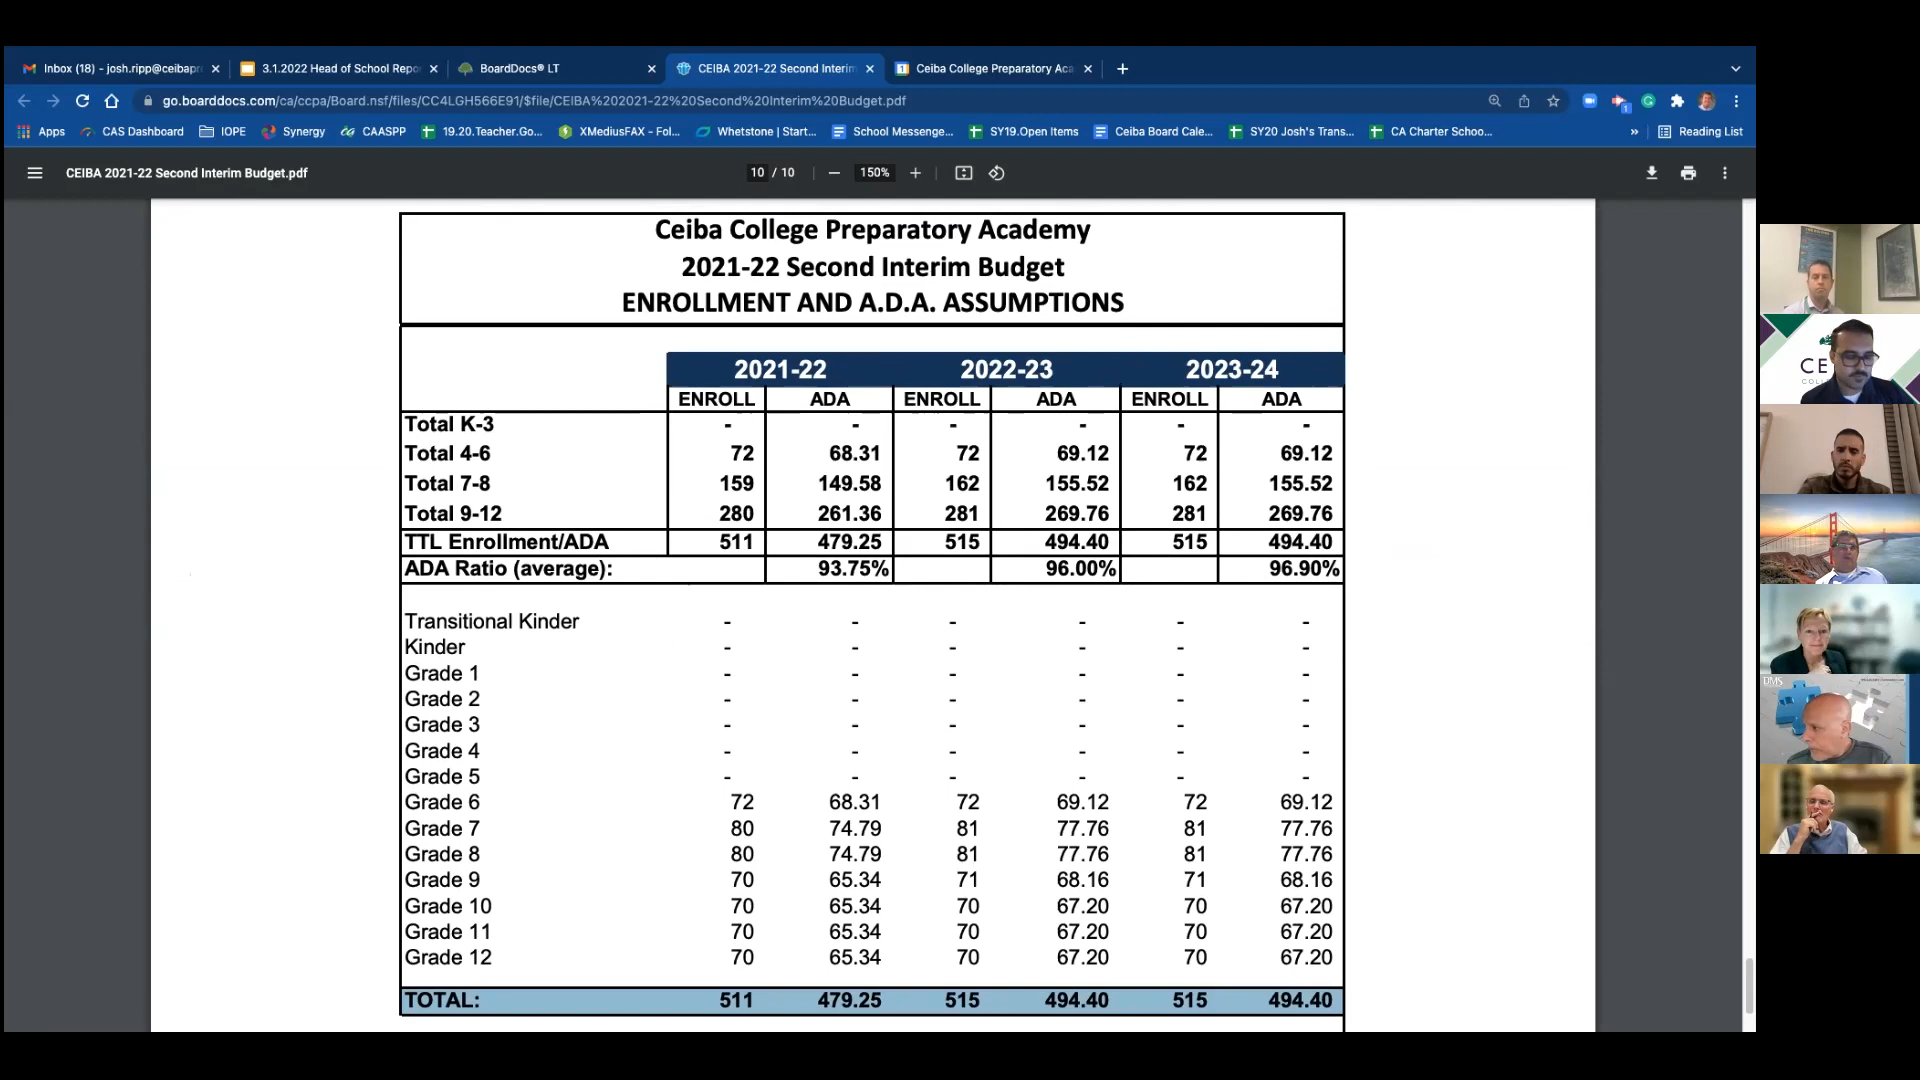 Inbox (18) - josh.ripp@ceibapr
3.1.2022 Head of School Repo
BoardDocs® LT
CEIBA 2021-22 Second Interim
Ceiba College Preparatory Aca
go.boarddocs.com/ca/ccpa/Board.nsf/files/CC4LGH566E91/$file/CEIBA%202021-22%20Second%20Interim%20Budget.pdf
Apps CAS Dashboard IOPE Synergy CAASPP 19.20.Teacher.Go... XMediusFAX - Fol... Whetstone | Start... School Messenge... SY19.Open Items Ceiba Board Cale... SY20 Josh's Trans... CA Charter Schoo... » Reading List
CEIBA 2021-22 Second Interim Budget.pdf 10 / 10 — 150% +
Ceiba College Preparatory Academy
2021-22 Second Interim Budget
ENROLLMENT AND A.D.A. ASSUMPTIONS
2021-22 2022-23 2023-24
ENROLL ADA ENROLL ADA ENROLL ADA
Total K-3 - - - - - -
Total 4-6 72 68.31 72 69.12 72 69.12
Total 7-8 159 149.58 162 155.52 162 155.52
Total 9-12 280 261.36 281 269.76 281 269.76
TTL Enrollment/ADA 511 479.25 515 494.40 515 494.40
ADA Ratio (average): 93.75% 96.00% 96.90%
Transitional Kinder - - - - - -
Kinder - - - - - -
Grade 1 - - - - - -
Grade 2 - - - - - -
Grade 3 - - - - - -
Grade 4 - - - - - -
Grade 5 - - - - - -
Grade 6 72 68.31 72 69.12 72 69.12
Grade 7 80 74.79 81 77.76 81 77.76
Grade 8 80 74.79 81 77.76 81 77.76
Grade 9 70 65.34 71 68.16 71 68.16
Grade 10 70 65.34 70 67.20 70 67.20
Grade 11 70 65.34 70 67.20 70 67.20
Grade 12 70 65.34 70 67.20 70 67.20
TOTAL: 511 479.25 515 494.40 515 494.40
CE
COL
DMS